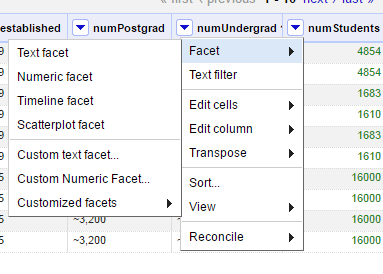 « first ‹ previous 1 - 10 next › last »
established numPostgrad numUndergrad numStudents
Text facet
Numeric facet
Timeline facet
Scatterplot facet
Custom text facet...
Custom Numeric Facet...
Customized facets
Facet
Text filter
Edit cells
Edit column
Transpose
Sort...
View
Reconcile
4854
4854
1683
1610
1683
1610
16000
16000
~3,200 16000
5 ~3,200 ~ 16000